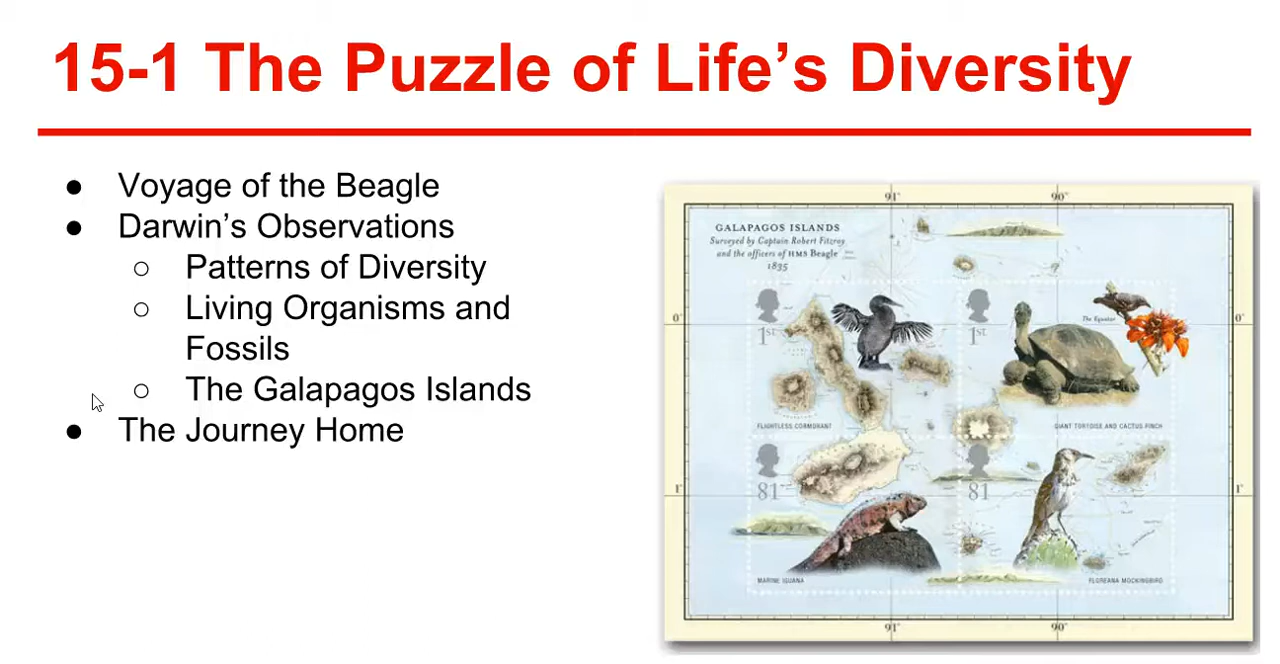 15-1 The Puzzle of Life’s Diversity
● Voyage of the Beagle
● Darwin’s Observations
○ Patterns of Diversity
○ Living Organisms and
Fossils
○ The Galapagos Islands
● The Journey Home
91°
90°
GALAPAGOS ISLANDS
Surveyed by Captain Robert Fitzroy
and the officers of HMS Beagle
1835
0°
0°
1st
1st
The Equator
FLIGHTLESS CORMORANT
GIANT TORTOISE AND CACTUS FINCH
81
81
1°
1°
MARINE IGUANA
FLOREANA MOCKINGBIRD
91°
90°